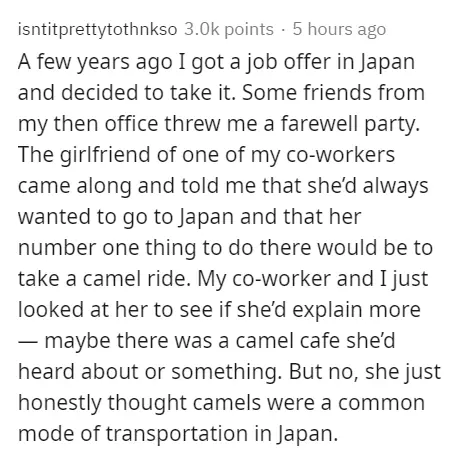 isntitprettytothnkso 3.0k points · 5 hours ago
A few years ago I got a job offer in Japan
and decided to take it. Some friends from
my then office threw me a farewell party.
The girlfriend of one of my co-workers
came along and told me that she'd always
wanted to go to Japan and that her
number one thing to do there would be to
take a camel ride. My co-worker and I just
looked at her to see if she'd explain more
— maybe there was a camel cafe she'd
heard about or something. But no, she just
honestly thought camels were a common
mode of transportation in Japan.